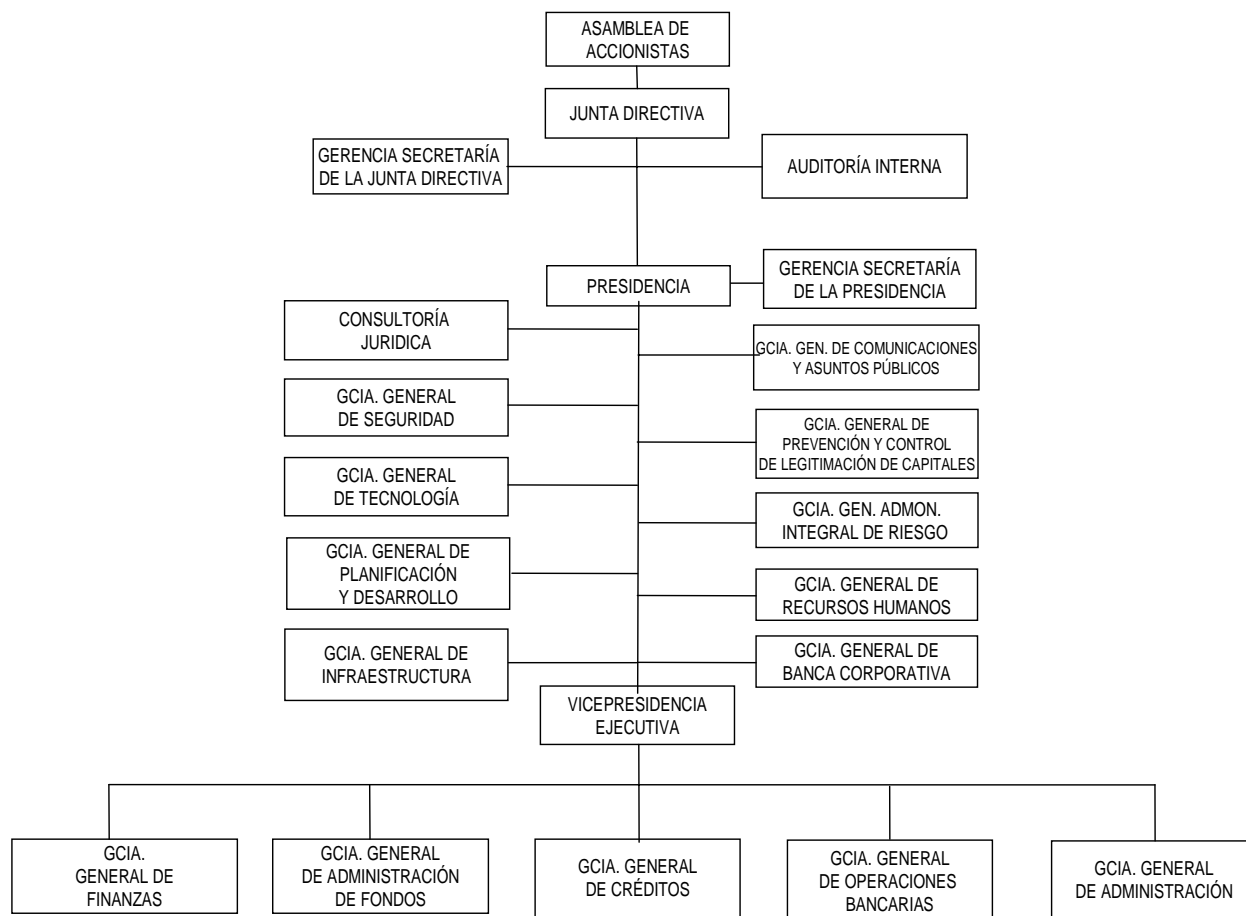 ASAMBLEA DE
ACCIONISTAS
JUNTA DIRECTIVA
GERENCIA SECRETARÍA
DE LA JUNTA DIRECTIVA
AUDITORÍA INTERNA
PRESIDENCIA
GERENCIA SECRETARÍA
DE LA PRESIDENCIA
CONSULTORÍA
JURIDICA
GCIA. GEN. DE COMUNICACIONES
Y ASUNTOS PÚBLICOS
GCIA. GENERAL
DE SEGURIDAD
GCIA. GENERAL DE
PREVENCIÓN Y CONTROL
DE LEGITIMACIÓN DE CAPITALES
GCIA. GENERAL
DE TECNOLOGÍA
GCIA. GEN. ADMON.
INTEGRAL DE RIESGO
GCIA. GENERAL DE
PLANIFICACIÓN
Y DESARROLLO
GCIA. GENERAL DE
RECURSOS HUMANOS
GCIA. GENERAL DE
INFRAESTRUCTURA
GCIA. GENERAL DE
BANCA CORPORATIVA
VICEPRESIDENCIA
EJECUTIVA
GCIA.
GENERAL DE
FINANZAS
GCIA. GENERAL
DE ADMINISTRACIÓN
DE FONDOS
GCIA. GENERAL
DE CRÉDITOS
GCIA. GENERAL
DE OPERACIONES
BANCARIAS
GCIA. GENERAL
DE ADMINISTRACIÓN